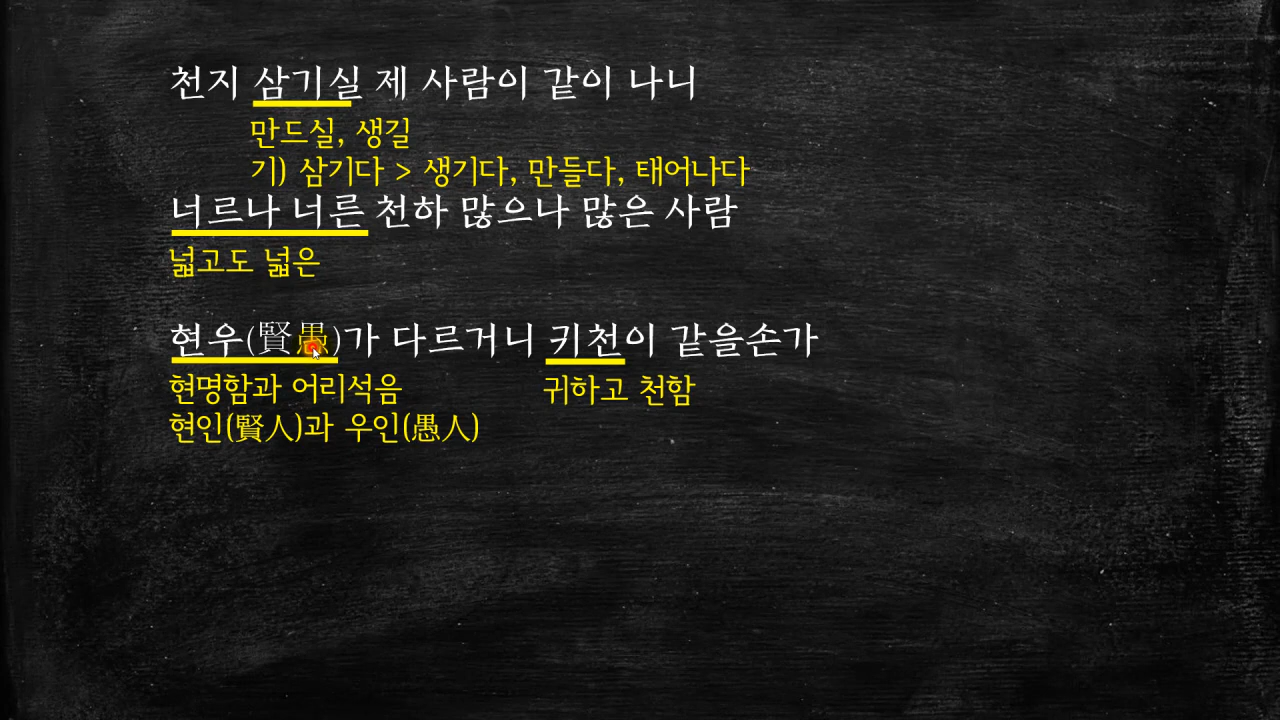 천지 삼기실 제 사람이 같이 나니
만드실, 생길
기) 삼기다 > 생기다, 만들다, 태어나다
너르나 너른 천하 많으나 많은 사람
넓고도 넓은
현우(賢愚)가 다르거니 키천이 같을손가
현명함과 어리석음 귀하고 천함
현인(賢人)과 우인(愚人)